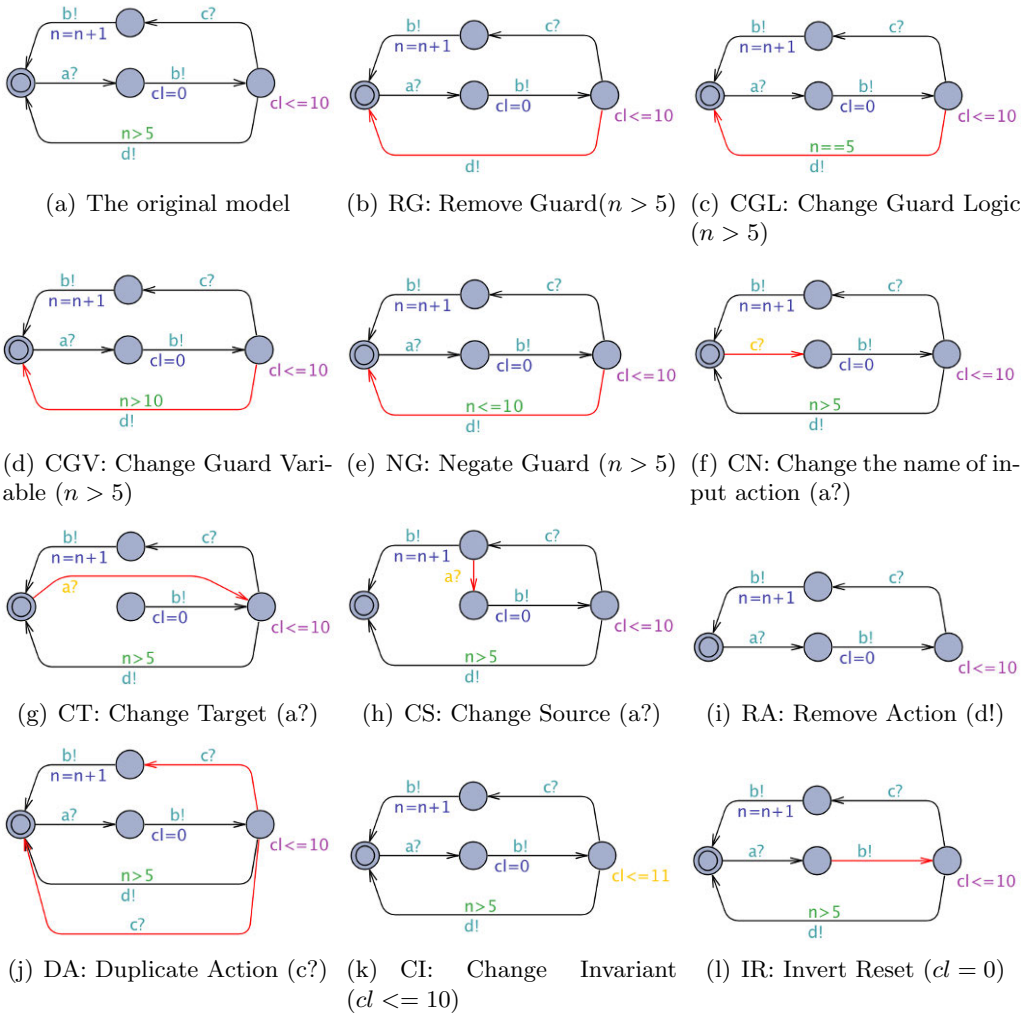 b!
c?
n=n+1
a?
b!
cl=0
cl<=10
n>5
d!
(a) The original model
b!
c?
n=n+1
a?
b!
cl=0
cl<=10
d!
(b) RG: Remove Guard(n > 5)
b!
c?
n=n+1
a?
b!
cl=0
cl<=10
n==5
d!
(c) CGL: Change Guard Logic
(n > 5)
b!
c?
n=n+1
a?
b!
cl=0
cl<=10
n>10
d!
(d) CGV: Change Guard Vari-
able (n > 5)
b!
c?
n=n+1
a?
b!
cl=0
cl<=10
n<=10
d!
(e) NG: Negate Guard (n > 5)
b!
c?
n=n+1
c?
b!
cl=0
cl<=10
n>5
d!
(f) CN: Change the name of in-
put action (a?)
b!
c?
n=n+1
a?
b!
cl=0
cl<=10
n>5
d!
(g) CT: Change Target (a?)
b!
c?
n=n+1
a?
b!
cl=0
cl<=10
n>5
d!
(h) CS: Change Source (a?)
b!
c?
n=n+1
a?
b!
cl=0
cl<=10
(i) RA: Remove Action (d!)
b!
c?
n=n+1
a?
b!
cl=0
cl<=10
n>5
d!
c?
(j) DA: Duplicate Action (c?)
b!
c?
n=n+1
a?
b!
cl=0
cl<=11
n>5
d!
(k) CI: Change Invariant
(cl <= 10)
b!
c?
n=n+1
a?
b!
cl<=10
n>5
d!
(l) IR: Invert Reset (cl = 0)